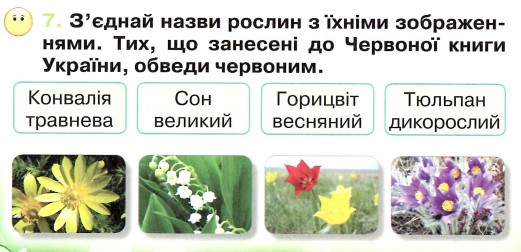 7. З’єднай назви рослин з їхніми зображен-
нями. Тих, що занесені до Червоної книги
України, обведи червоним.
Конвалія
травнева
Сон
великий
Горицвіт
весняний
Тюльпан
дикорослий